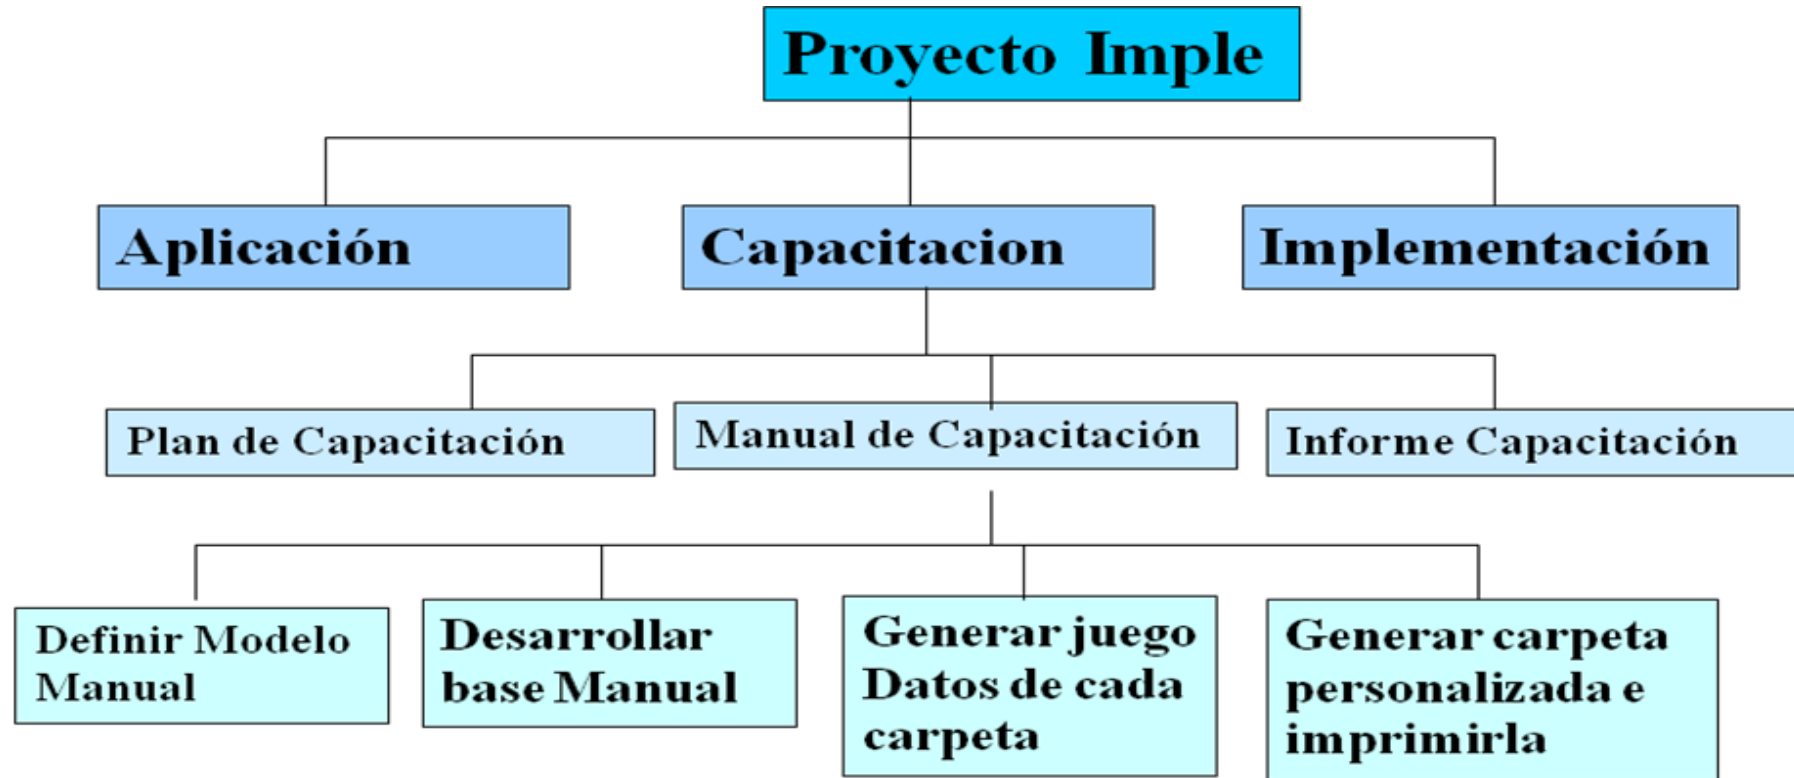 Proyecto Imple
Aplicación
Capacitacion
Implementación
Plan de Capacitación
Manual de Capacitación
Informe Capacitación
Definir Modelo
Manual
Desarrollar
base Manual
Generar juego
Datos de cada
carpeta
Generar carpeta
personalizada e
imprimirla